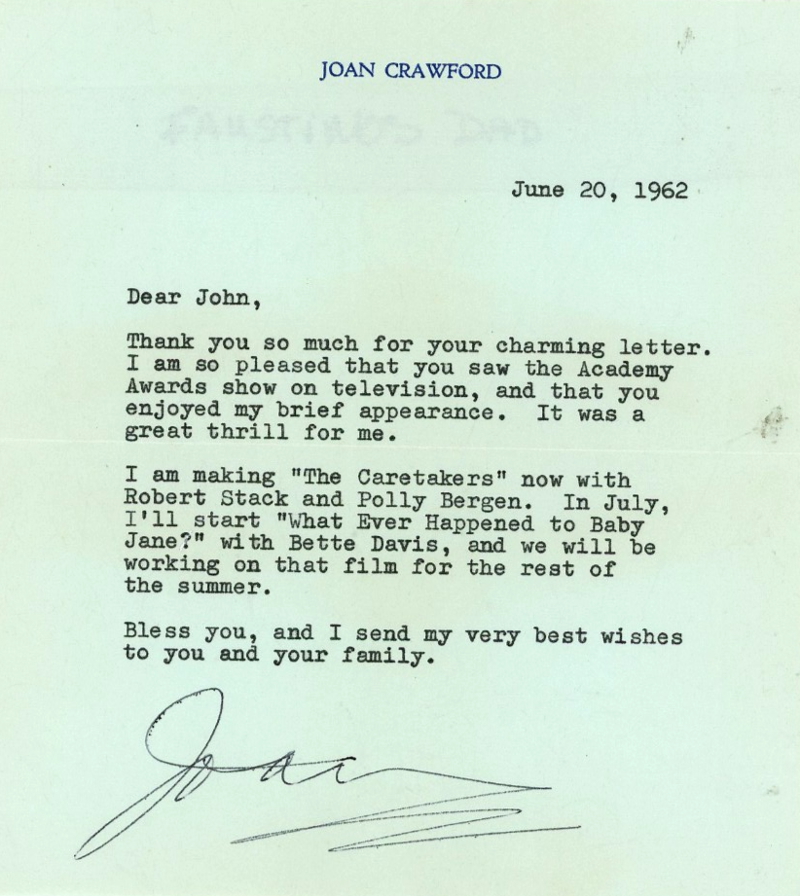 JOAN CRAWFORD
FAUSTINE'S DAD
June 20, 1962
Dear John,
Thank you so much for your charming letter.
I am so pleased that you saw the Academy
Awards show on television, and that you
enjoyed my brief appearance.  It was a
great thrill for me.
I am making "The Caretakers" now with
Robert Stack and Polly Bergen.  In July,
I'll start "What Ever Happened to Baby
Jane?" with Bette Davis, and we will be
working on that film for the rest of
the summer.
Bless you, and I send my very best wishes
to you and your family.
Joan